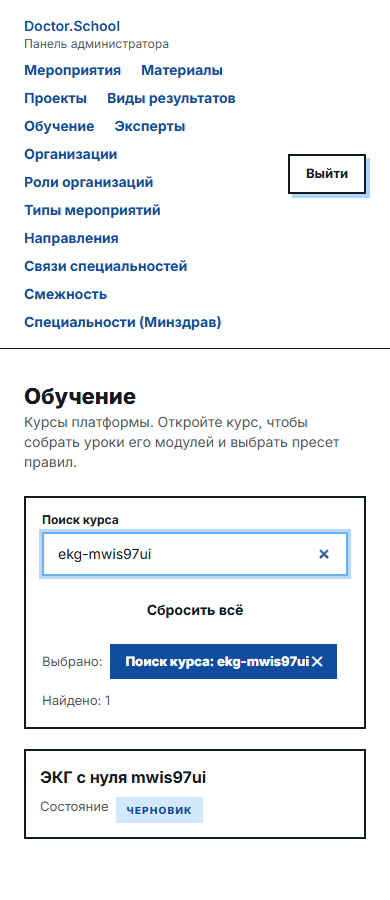 Doctor.School
Панель администратора
Мероприятия Материалы
Проекты Виды результатов
Обучение Эксперты
Организации
Роли организаций
Типы мероприятий
Направления
Связи специальностей
Смежность
Специальности (Минздрав)
Выйти
Обучение
Курсы платформы. Откройте курс, чтобы
собрать уроки его модулей и выбрать пресет
правил.
Поиск курса
ekg-mwis97ui ×
Сбросить всё
Выбрано: Поиск курса: ekg-mwis97ui ×
Найдено: 1
ЭКГ с нуля mwis97ui
Состояние ЧЕРНОВИК